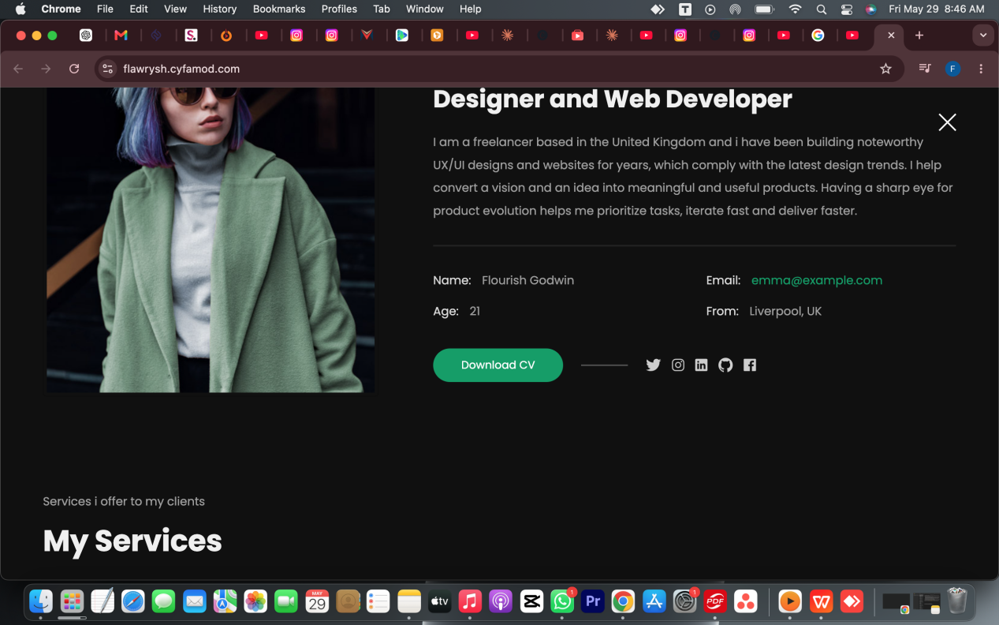 Chrome File Edit View History Bookmarks Profiles Tab Window Help T Fri May 29 8:46 AM
S.
flawrysh.cyfamod.com F
Designer and Web Developer
I am a freelancer based in the United Kingdom and i have been building noteworthy
UX/UI designs and websites for years, which comply with the latest design trends. I help
convert a vision and an idea into meaningful and useful products. Having a sharp eye for
product evolution helps me prioritize tasks, iterate fast and deliver faster.
Name: Flourish Godwin Email: emma@example.com
Age: 21 From: Liverpool, UK
Download CV
Services i offer to my clients
My Services
MAY
29
tv
1
Pr
1
PDF
W